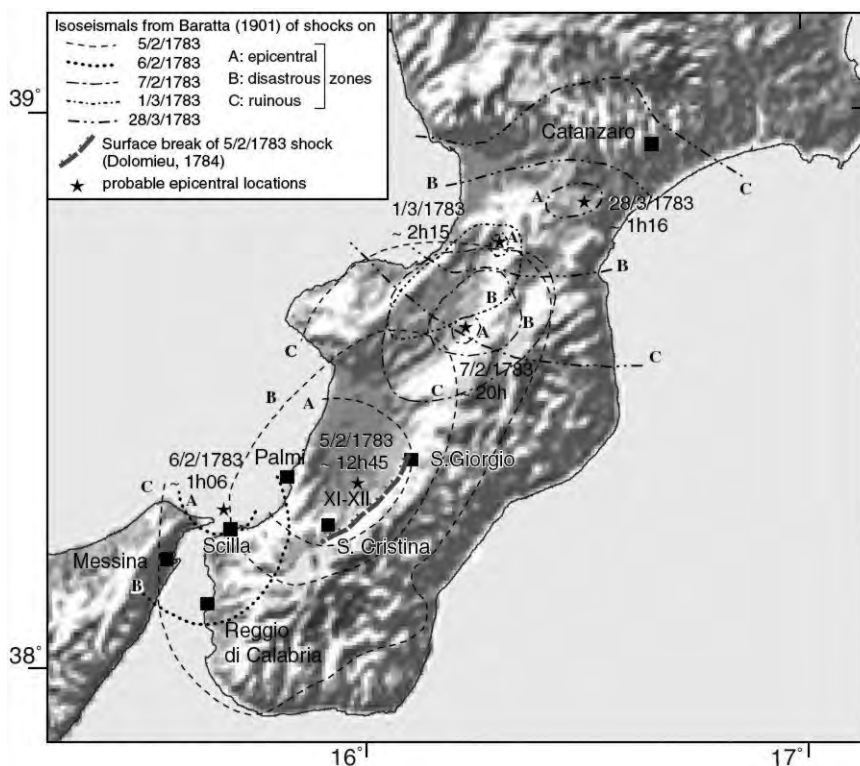 Isoseismals from Baratta (1901) of shocks on
5/2/1783
6/2/1783
7/2/1783
1/3/1783
28/3/1783
A: epicentral
B: disastrous
C: ruinous
zones
Surface break of 5/2/1783 shock
(Dolomieu, 1784)
probable epicentral locations
39°
Catanzaro
C
B
A
28/3/1783
~ 1h16
1/3/1783
~ 2h15
A
B
B
B
A
C
C
7/2/1783
~ 20h
C
B
A
5/2/1783
~ 12h45
XI-XII
S.Giorgio
6/2/1783
~ 1h06
Palmi
C
A
Scilla
S. Cristina
Messina
B
Reggio
di Calabria
38°
16°
17°